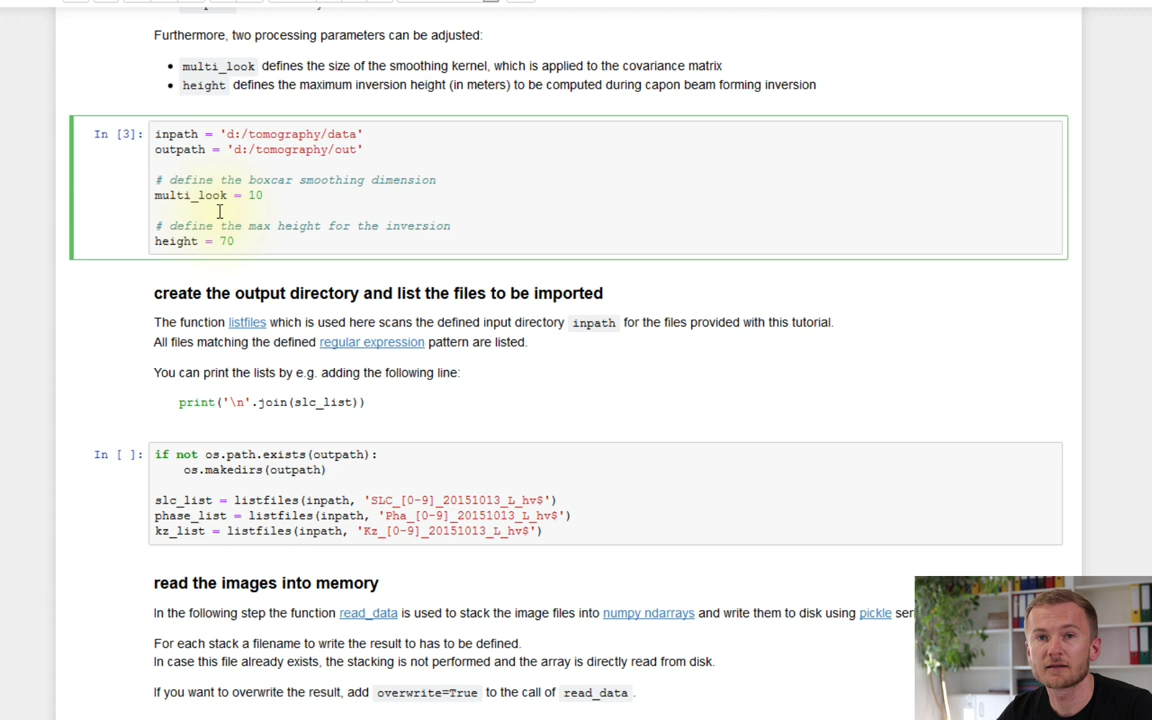 Furthermore, two processing parameters can be adjusted:
• multi_look defines the size of the smoothing kernel, which is applied to the covariance matrix
• height defines the maximum inversion height (in meters) to be computed during capon beam forming inversion
In [3]: inpath = 'd:/tomography/data'
outpath = 'd:/tomography/out'
# define the boxcar smoothing dimension
multi_look = 10
# define the max height for the inversion
height = 70
create the output directory and list the files to be imported
The function listfiles which is used here scans the defined input directory inpath for the files provided with this tutorial.
All files matching the defined regular expression pattern are listed.
You can print the lists by e.g. adding the following line:
print('\n'.join(slc_list))
In [ ]: if not os.path.exists(outpath):
os.makedirs(outpath)
slc_list = listfiles(inpath, 'SLC_[0-9]_20151013_L_hv$')
phase_list = listfiles(inpath, 'Pha_[0-9]_20151013_L_hv$')
kz_list = listfiles(inpath, 'Kz_[0-9]_20151013_L_hv$')
read the images into memory
In the following step the function read_data is used to stack the image files into numpy ndarrays and write them to disk using pickle
For each stack a filename to write the result to has to be defined.
In case this file already exists, the stacking is not performed and the array is directly read from disk.
If you want to overwrite the result, add overwrite=True to the call of read_data.